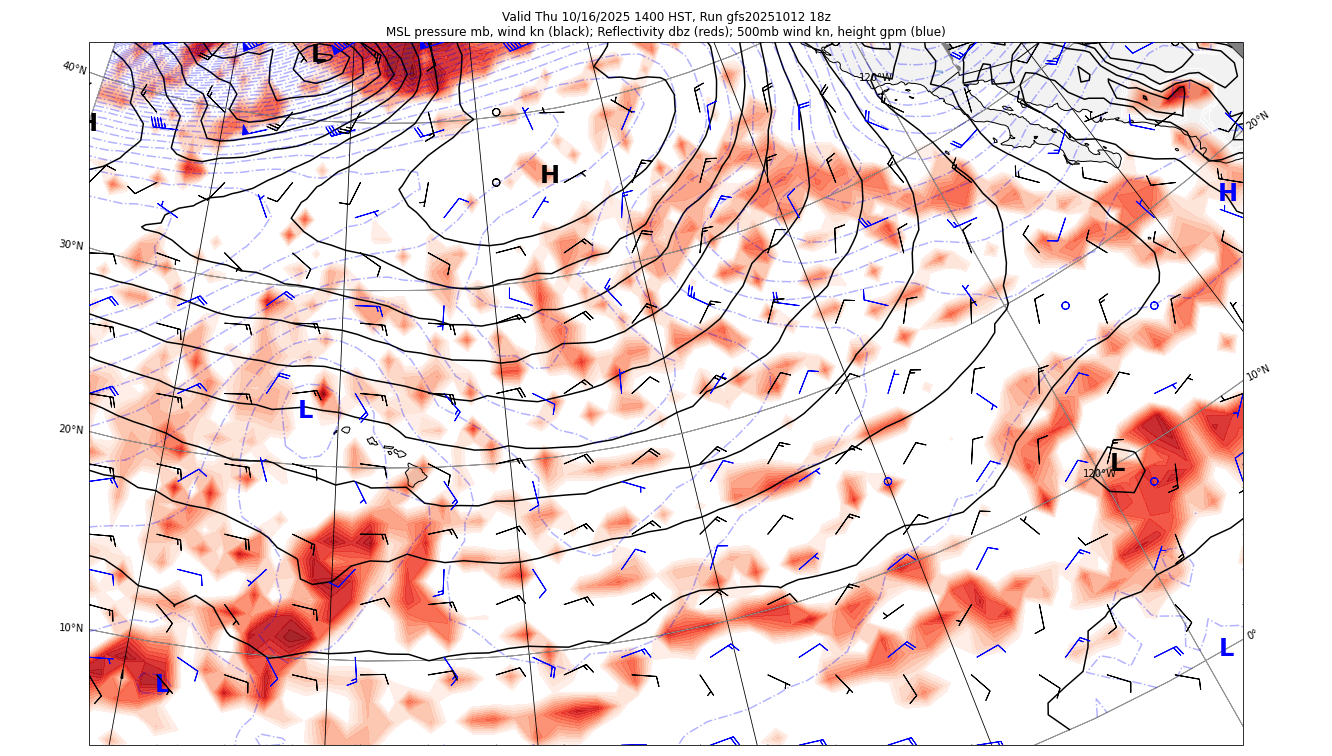 Valid Thu 10/16/2025 1400 HST, Run gfs20251012 18z
MSL pressure mb, wind kn (black); Reflectivity dbz (reds); 500mb wind kn, height gpm (blue)
L
40°N
120°W
H
20°N
H
H
30°N
10°N
L
20°N
L
120°W
10°N
0°
L
L